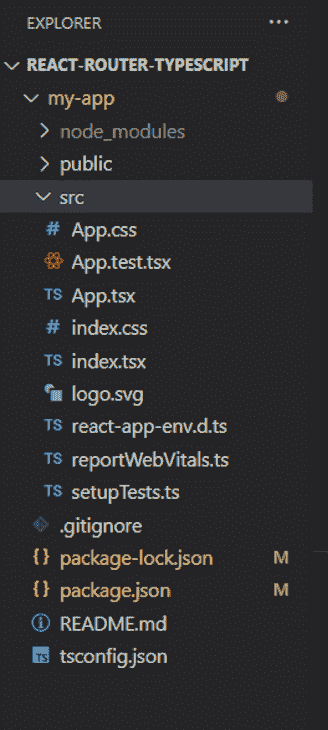 EXPLORER ...
REACT-ROUTER-TYPESCRIPT
my-app
node_modules
public
src
# App.css
App.test.tsx
TS App.tsx
# index.css
TS index.tsx
logo.svg
TS react-app-env.d.ts
TS reportWebVitals.ts
TS setupTests.ts
.gitignore
{} package-lock.json M
{} package.json M
README.md
TS tsconfig.json